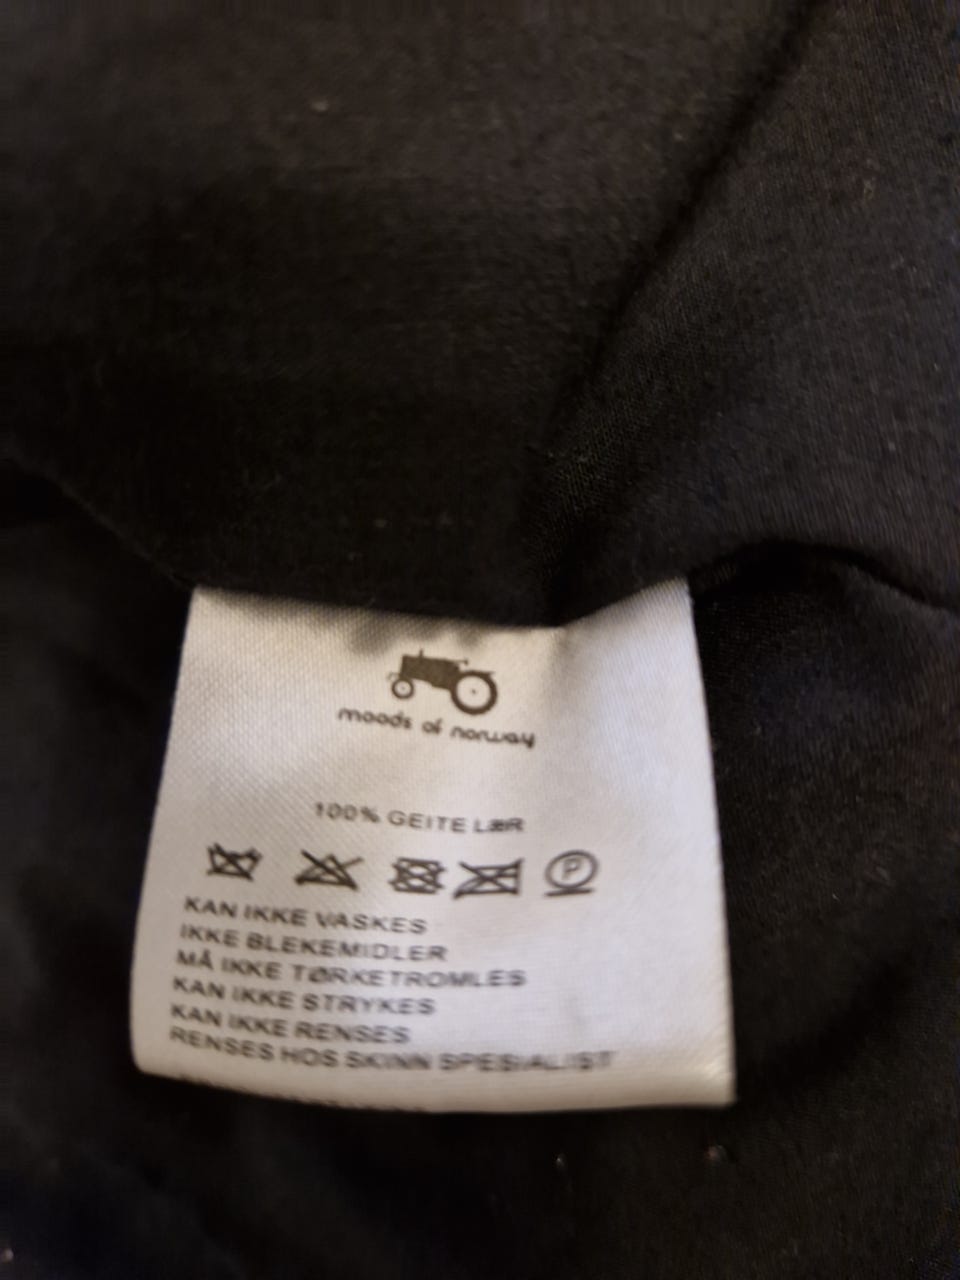 moods of norway
100% GEITE LÆR
P
KAN IKKE VASKES
IKKE BLEKEMIDLER
MÅ IKKE TØRKETROMLES
KAN IKKE STRYKES
KAN IKKE RENSES
RENSES HOS SKINN SPESIALIST